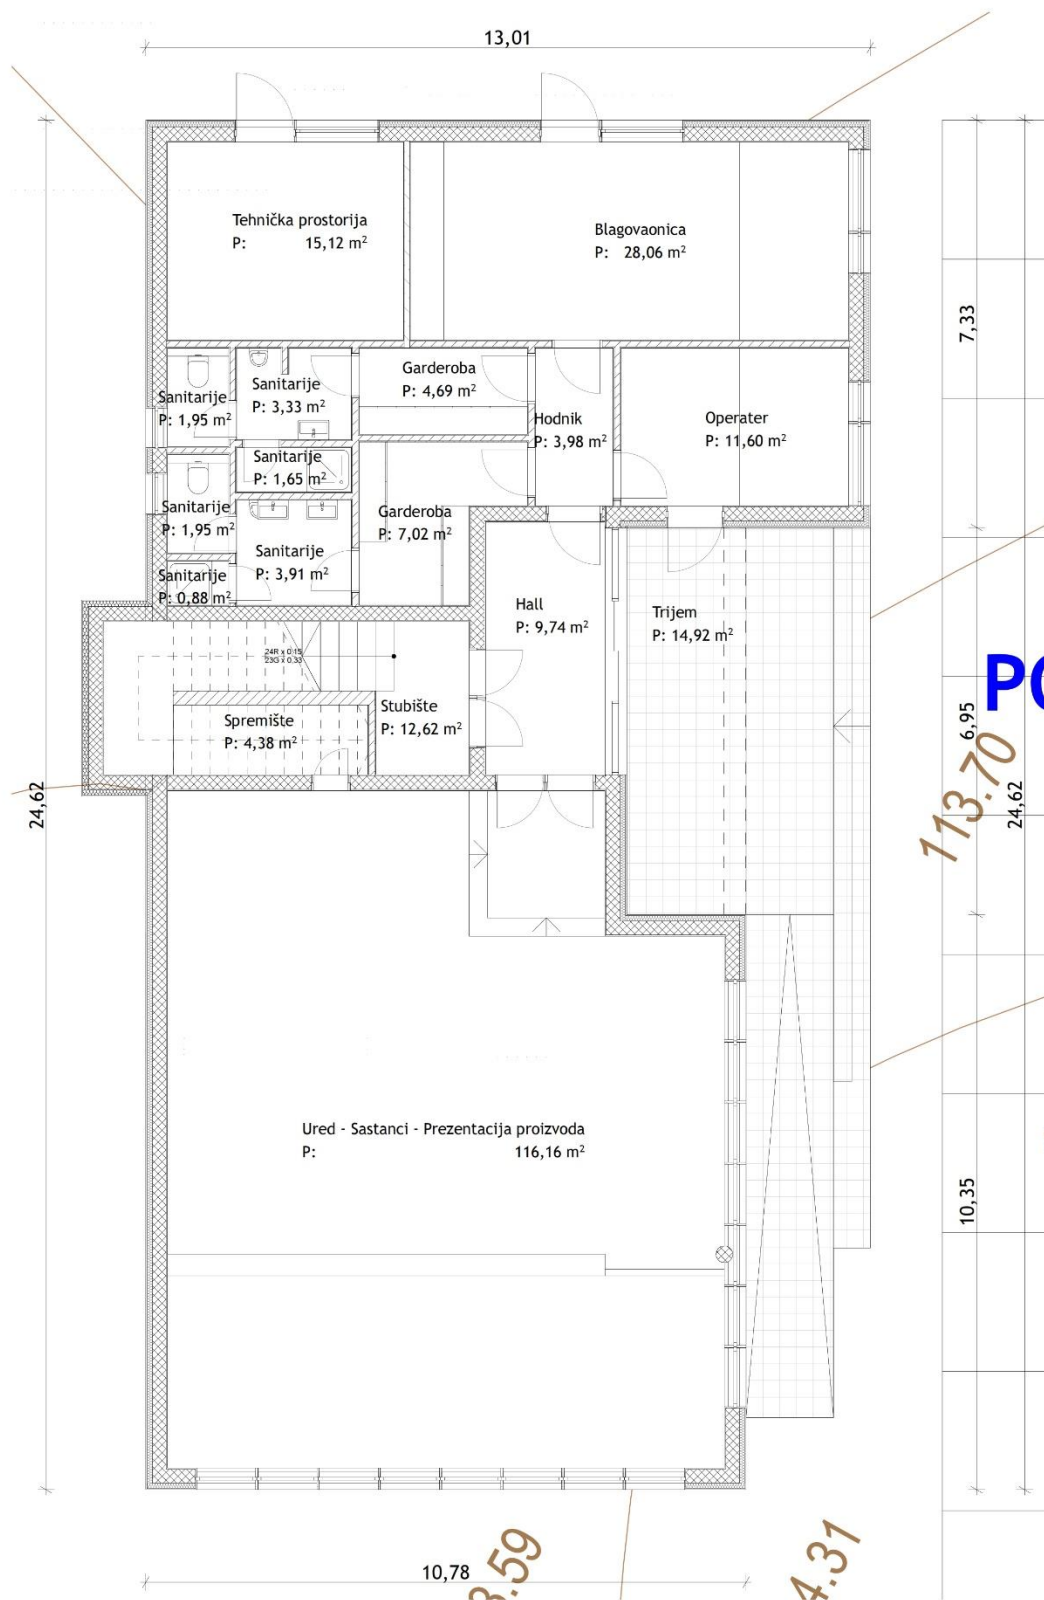 13,01
Tehnička prostorija
P: 15,12 m²
Blagovaonica
P: 28,06 m²
7,33
Garderoba
P: 4,69 m²
Sanitarije
P: 3,33 m²
Sanitarije
P: 1,95 m²
Hodnik
P: 3,98 m²
Operater
P: 11,60 m²
Sanitarije
P: 1,65 m²
Sanitarije
P: 1,95 m²
Garderoba
P: 7,02 m²
Sanitarije
P: 3,91 m²
Sanitarije
P: 0,88 m²
Hall
P: 9,74 m²
Trijem
P: 14,92 m²
24R x 0.15
23G x 0.33
Stubište
P: 12,62 m²
Spremište
P: 4,38 m²
6,95
113.70
24,62
24,62
Ured - Sastanci - Prezentacija proizvoda
P: 116,16 m²
10,35
10,78